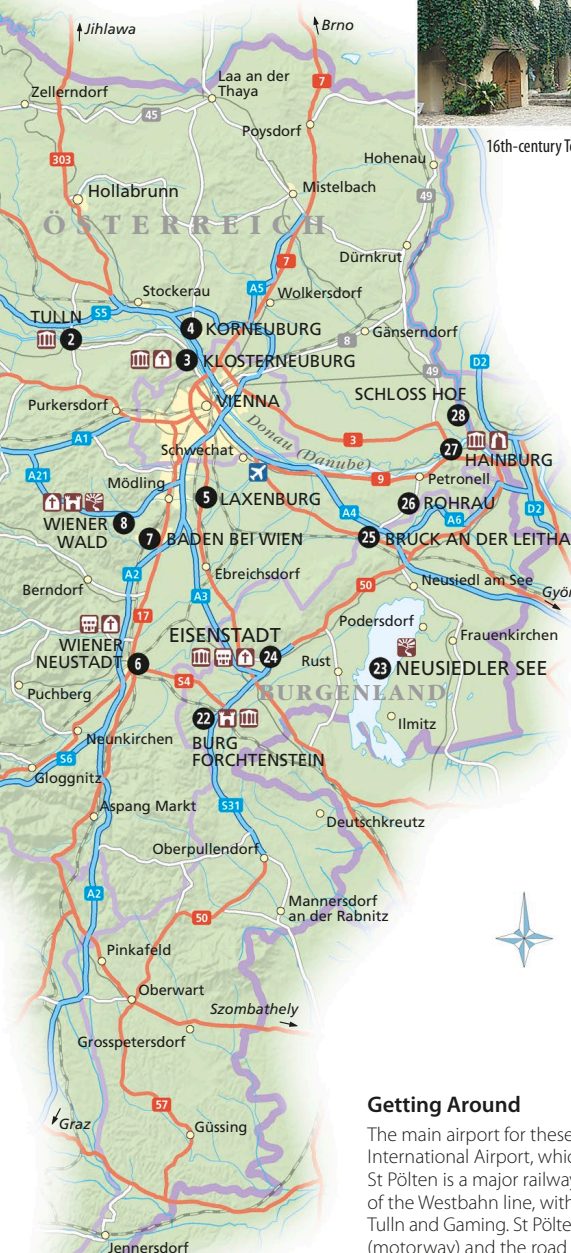 Jihlawa
Brno
7
Laa an der
Thaya
Zellerndorf
45
Poysdorf
16th-century To
303
Hohenau
Hollabrunn
Mistelbach
49
ÖSTERREICH
Dürnkrut
7
Stockerau
A5
Wolkersdorf
TULLN
S5
2
4 KORNEUBURG
8
Gänserndorf
3 KLOSTERNEUBURG
49
D2
Purkersdorf
VIENNA
SCHLOSS HOF
28
A1
Donau (Danube)
3
27
HAINBURG
Schwechat
A21
9
Petronell
Mödling
5 LAXENBURG
A4
26 ROHRAU
D2
WIENER
WALD
8
A6
7 BADEN BEI WIEN
25 BRUCK AN DER LEITHA
A2
Ebreichsdorf
Berndorf
A3
50
Neusiedl am See
Györ
17
Podersdorf
EISENSTADT
24
Frauenkirchen
WIENER
NEUSTADT
6
Rust
23 NEUSIEDLER SEE
S4
BURGENLAND
Puchberg
22
Ilmitz
BURG
FORCHTENSTEIN
Neunkirchen
S6
Gloggnitz
S31
Aspang Markt
Deutschkreutz
Oberpullendorf
A2
Mannersdorf
an der Rabnitz
50
Pinkafeld
Oberwart
Szombathely
Grosspetersdorf
57
Graz
Güssing
Jennersdorf
Getting Around
The main airport for these
International Airport, which
St Pölten is a major railway
of the Westbahn line, with
Tulln and Gaming. St Pölte
(motorway) and the road